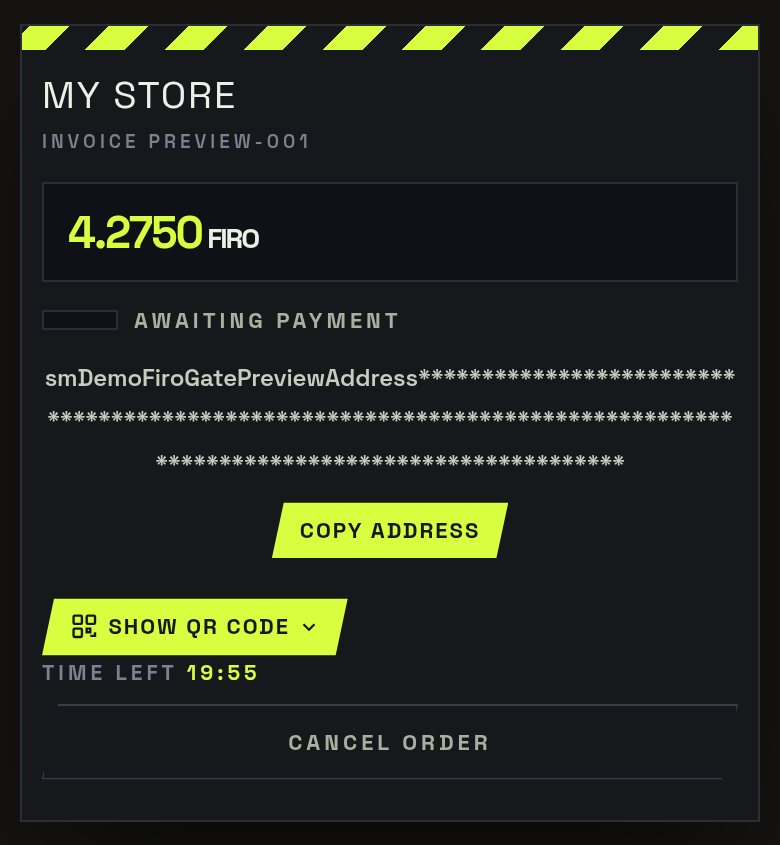 MY STORE
INVOICE PREVIEW-001
4.2750 FIRO
AWAITING PAYMENT
smDemoFiroGatePreviewAddress*************************
******************************************************
*************************************
COPY ADDRESS
SHOW QR CODE
TIME LEFT 19:55
CANCEL ORDER